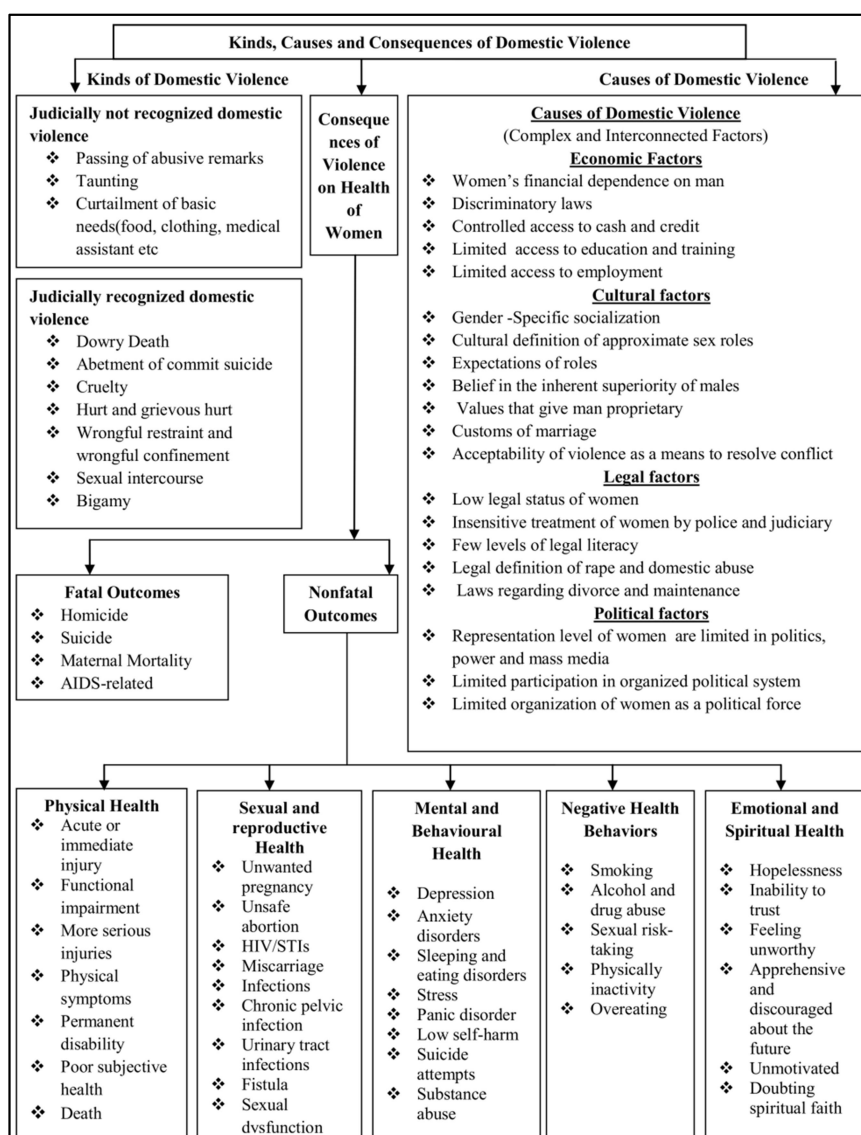 Kinds, Causes and Consequences of Domestic Violence
Kinds of Domestic Violence
Causes of Domestic Violence
Judicially not recognized domestic
violence
❖ Passing of abusive remarks
❖ Taunting
❖ Curtailment of basic
needs(food, clothing, medical
assistant etc
Judicially recognized domestic
violence
❖ Dowry Death
❖ Abetment of commit suicide
❖ Cruelty
❖ Hurt and grievous hurt
❖ Wrongful restraint and
wrongful confinement
❖ Sexual intercourse
❖ Bigamy
Conseque
nces of
Violence
on Health
of
Women
Causes of Domestic Violence
(Complex and Interconnected Factors)
Economic Factors
❖ Women’s financial dependence on man
❖ Discriminatory laws
❖ Controlled access to cash and credit
❖ Limited access to education and training
❖ Limited access to employment
Cultural factors
❖ Gender -Specific socialization
❖ Cultural definition of approximate sex roles
❖ Expectations of roles
❖ Belief in the inherent superiority of males
❖ Values that give man proprietary
❖ Customs of marriage
❖ Acceptability of violence as a means to resolve conflict
Legal factors
❖ Low legal status of women
❖ Insensitive treatment of women by police and judiciary
❖ Few levels of legal literacy
❖ Legal definition of rape and domestic abuse
❖ Laws regarding divorce and maintenance
Political factors
❖ Representation level of women are limited in politics,
power and mass media
❖ Limited participation in organized political system
❖ Limited organization of women as a political force
Fatal Outcomes
❖ Homicide
❖ Suicide
❖ Maternal Mortality
❖ AIDS-related
Nonfatal
Outcomes
Physical Health
❖ Acute or
immediate
injury
❖ Functional
impairment
❖ More serious
injuries
❖ Physical
symptoms
❖ Permanent
disability
❖ Poor subjective
health
❖ Death
Sexual and
reproductive
Health
❖ Unwanted
pregnancy
❖ Unsafe
abortion
❖ HIV/STIs
❖ Miscarriage
❖ Infections
❖ Chronic pelvic
infection
❖ Urinary tract
infections
❖ Fistula
❖ Sexual
dysfunction
Mental and
Behavioural
Health
❖ Depression
❖ Anxiety
disorders
❖ Sleeping and
eating disorders
❖ Stress
❖ Panic disorder
❖ Low self-harm
❖ Suicide
attempts
❖ Substance
abuse
Negative Health
Behaviors
❖ Smoking
❖ Alcohol and
drug abuse
❖ Sexual risk-
taking
❖ Physically
inactivity
❖ Overeating
Emotional and
Spiritual Health
❖ Hopelessness
❖ Inability to
trust
❖ Feeling
unworthy
❖ Apprehensive
and
discouraged
about the
future
❖ Unmotivated
❖ Doubting
spiritual faith